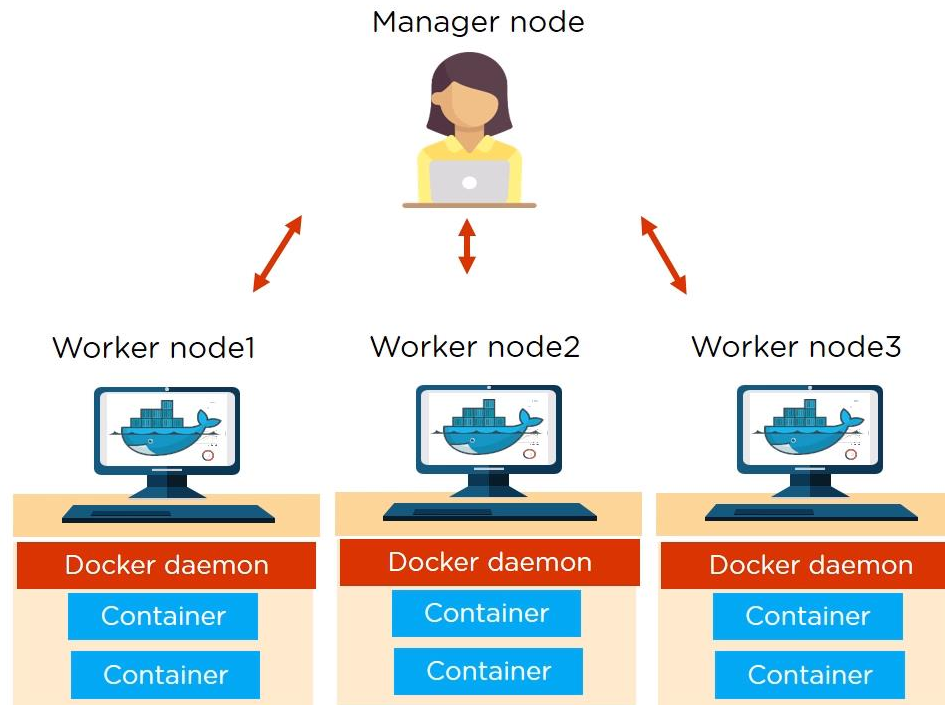 Manager node
Worker node1
Worker node2
Worker node3
Docker daemon
Docker daemon
Docker daemon
Container
Container
Container
Container
Container
Container